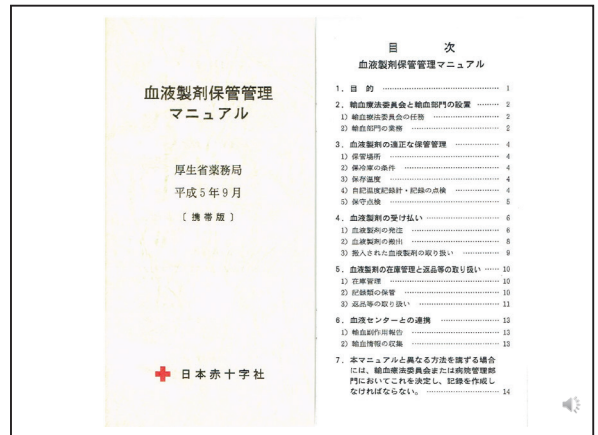 血液製剤保管管理
マニュアル
厚生省薬務局
平成5年9月
〔携帯版〕
日本赤十字社
目 次
血液製剤保管管理マニュアル
1. 目 的 …… 1
2. 輸血療法委員会と輸血部門の設置 …… 2
1) 輸血療法委員会の任務 …… 2
2) 輸血部門の業務 …… 2
3. 血液製剤の適正な保管管理 …… 4
1) 保管場所 …… 4
2) 保冷庫の条件 …… 4
3) 保存温度 …… 4
4) 自記温度記録計・記録の点検 …… 4
5) 保守点検 …… 5
4. 血液製剤の受け払い …… 6
1) 血液製剤の発注 …… 6
2) 血液製剤の搬出 …… 8
3) 搬入された血液製剤の取り扱い …… 9
5. 血液製剤の在庫管理と返品等の取り扱い …… 10
1) 在庫管理 …… 10
2) 記録類の保管 …… 10
3) 返品等の取り扱い …… 11
6. 血液センターとの連携 …… 13
1) 輸血副作用報告 …… 13
2) 輸血情報の収集 …… 13
7. 本マニュアルと異なる方法を講ずる場合
には、輸血療法委員会または病院管理部
門においてこれを決定し、記録を作成し
なければならない。 …… 14